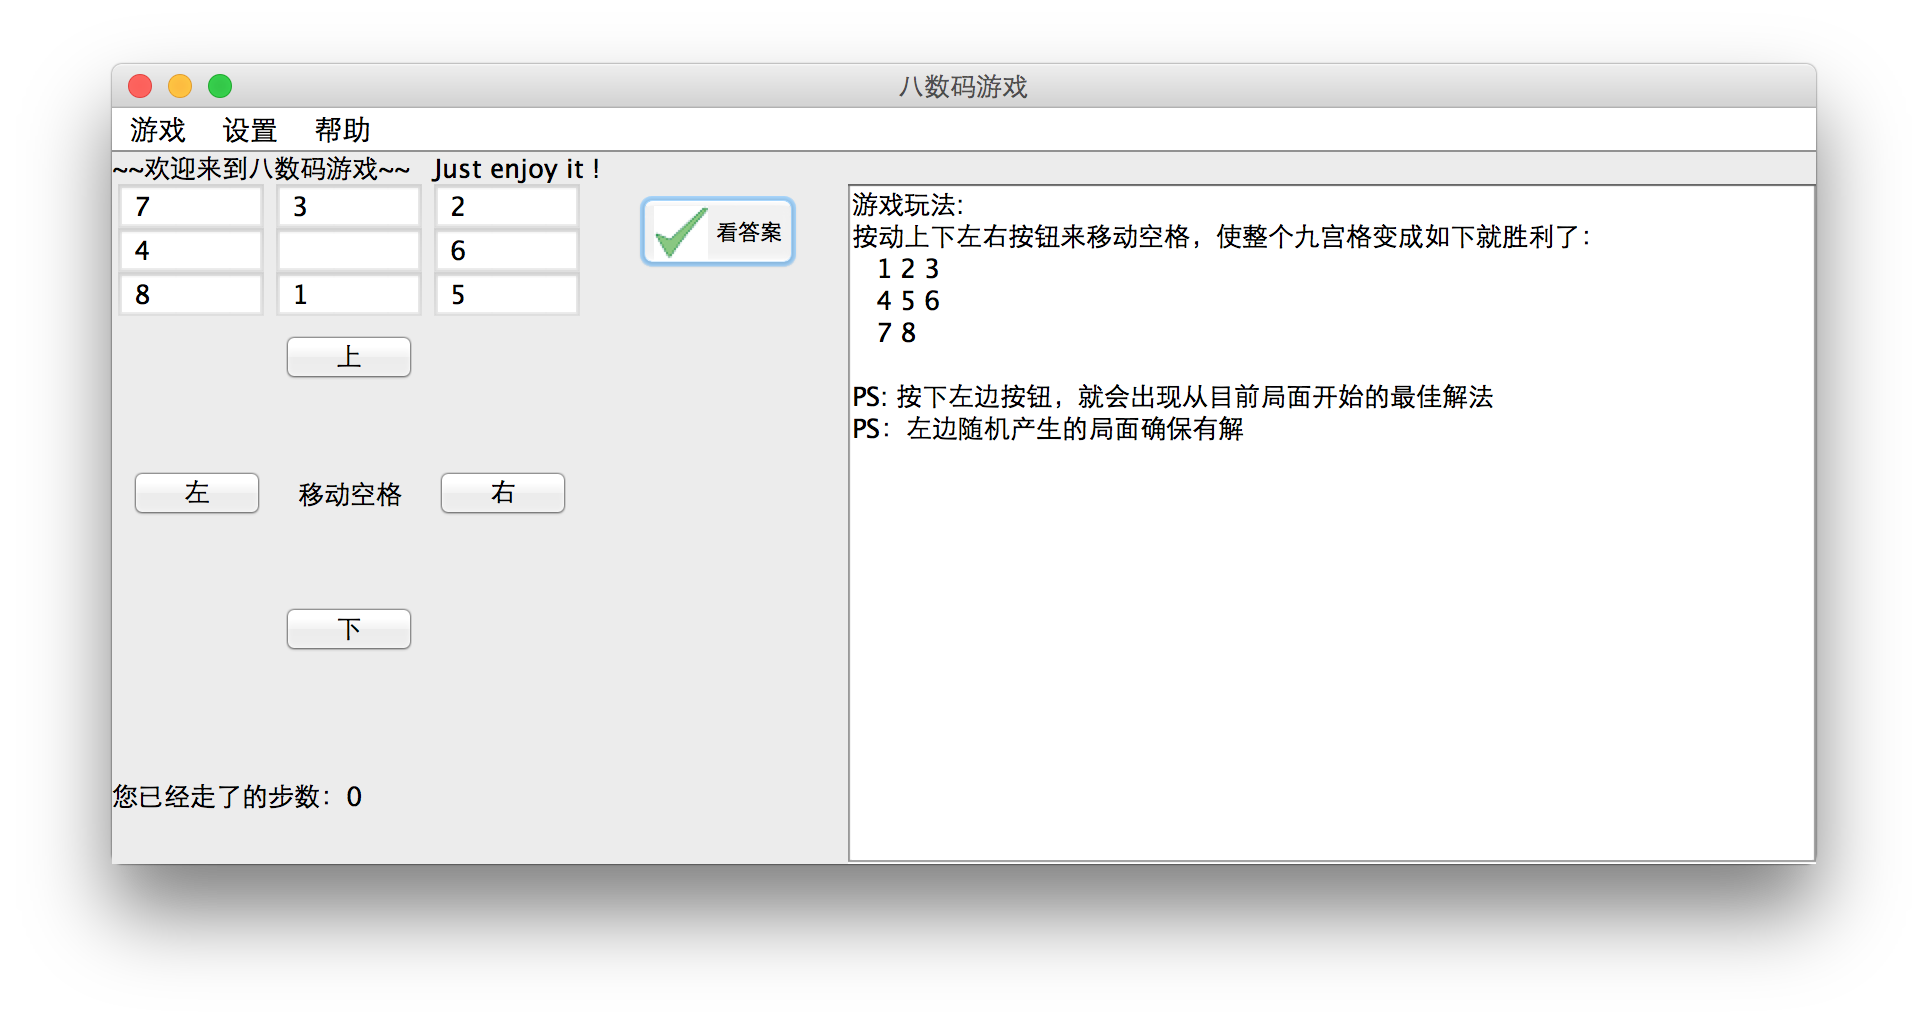 八数码游戏
游戏 设置 帮助
~~欢迎来到八数码游戏~~ Just enjoy it !
7 3 2
4 6
8 1 5
看答案
上
左 移动空格 右
下
您已经走了的步数：0
游戏玩法:
按动上下左右按钮来移动空格，使整个九宫格变成如下就胜利了：
1 2 3
4 5 6
7 8
PS: 按下左边按钮，就会出现从目前局面开始的最佳解法
PS：左边随机产生的局面确保有解